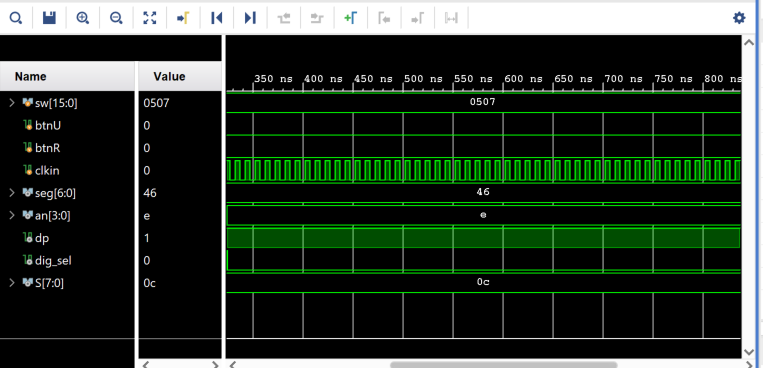 Name Value
350 ns 400 ns 450 ns 500 ns 550 ns 600 ns 650 ns 700 ns 750 ns 800 ns
sw[15:0] 0507 0507
btnU 0
btnR 0
clkin 0
seg[6:0] 46 46
an[3:0] e e
dp 1
dig_sel 0
S[7:0] 0c 0c